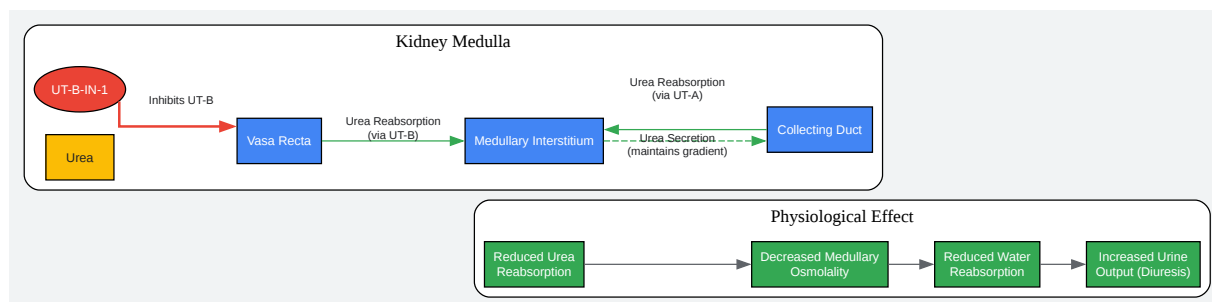 Kidney Medulla
UT-B-IN-1
Inhibits UT-B
Urea
Vasa Recta
Urea Reabsorption
(via UT-B)
Medullary Interstitium
Urea Reabsorption
(via UT-A)
Urea Secretion
(maintains gradient)
Collecting Duct
Physiological Effect
Reduced Urea
Reabsorption
Decreased Medullary
Osmolality
Reduced Water
Reabsorption
Increased Urine
Output (Diuresis)